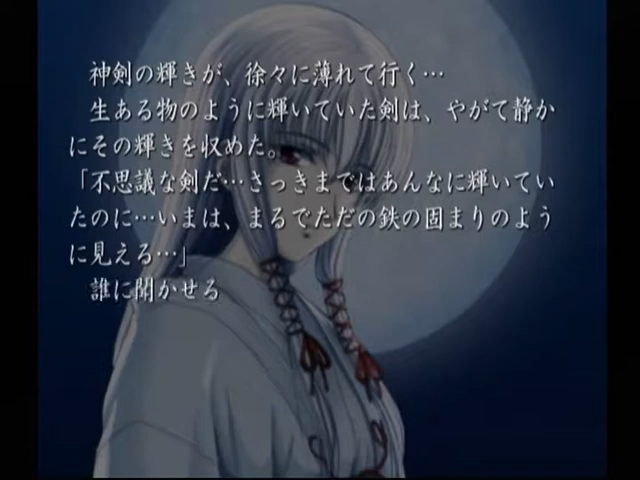 神剣の輝きが、徐々に薄れて行く…
生ある物のように輝いていた剣は、やがて静か
にその輝きを収めた。
「不思議な剣だ…さっきまではあんなに輝いてい
たのに…いまは、まるでただの鉄の固まりのよう
に見える…」
誰に聞かせる